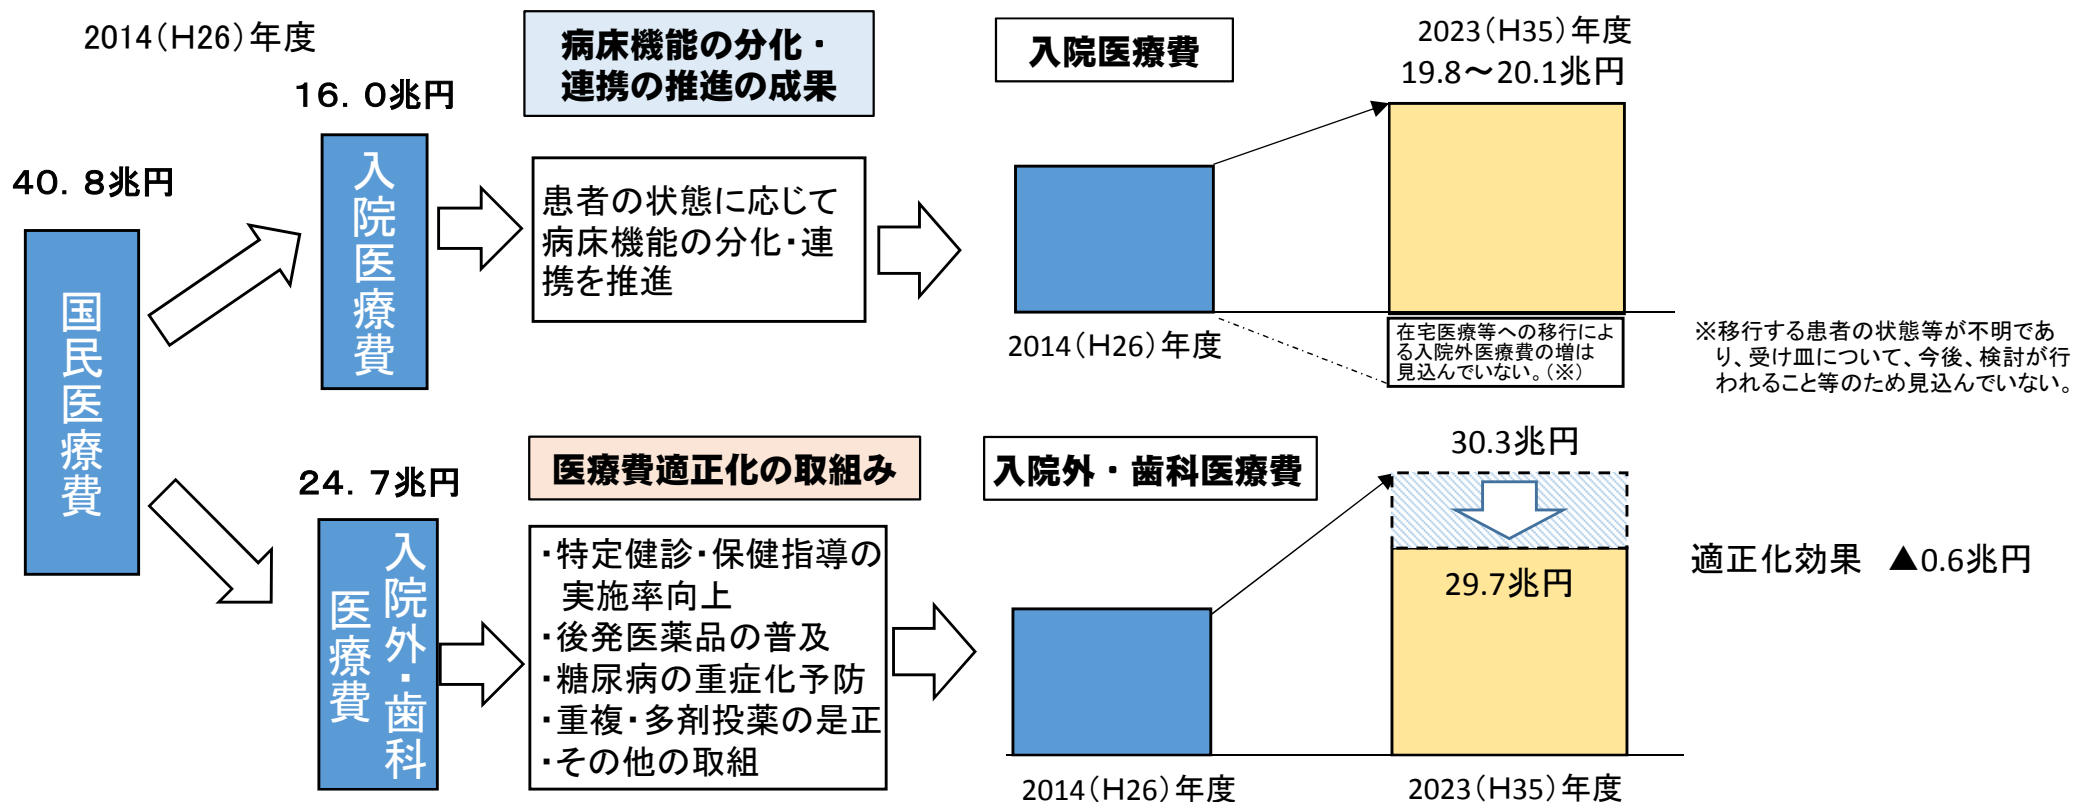 2014（H26）年度
40．8兆円
国民医療費
16．0兆円
入院医療費
病床機能の分化・
連携の推進の成果
患者の状態に応じて
病床機能の分化・連
携を推進
入院医療費
2014（H26）年度
2023（H35）年度
19.8～20.1兆円
在宅医療等への移行によ
る入院外医療費の増は
見込んでいない。（※）
※移行する患者の状態等が不明であ
り、受け皿について、今後、検討が行
われること等のため見込んでいない。
24．7兆円
入院外・歯科
医療費
医療費適正化の取組み
・特定健診・保健指導の
実施率向上
・後発医薬品の普及
・糖尿病の重症化予防
・重複・多剤投薬の是正
・その他の取組
入院外・歯科医療費
2014（H26）年度
30.3兆円
29.7兆円
2023（H35）年度
適正化効果　▲0.6兆円